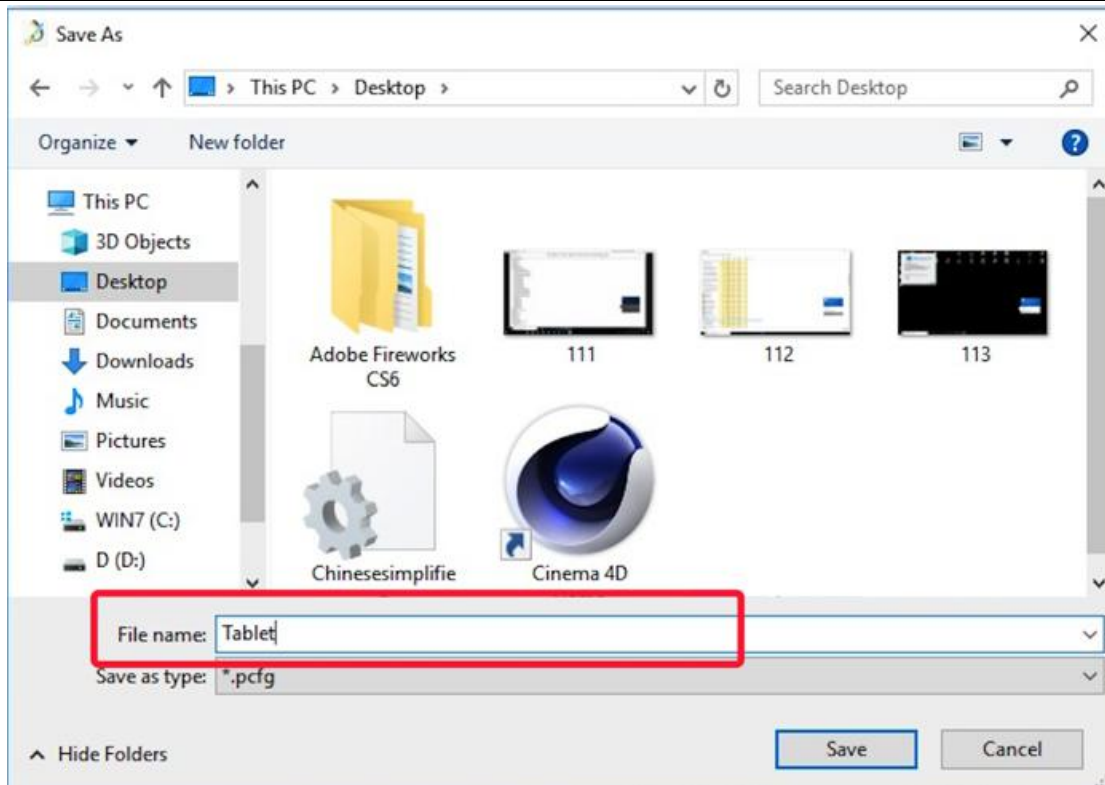 Save As
This PC > Desktop >
Search Desktop
Organize
New folder
This PC
3D Objects
Desktop
Documents
Downloads
Music
Pictures
Videos
WIN7 (C:)
D (D:)
Adobe Fireworks
CS6
111
112
113
Chinesesimplifie
Cinema 4D
File name: Tablet
Save as type: *.pcfg
Hide Folders
Save
Cancel